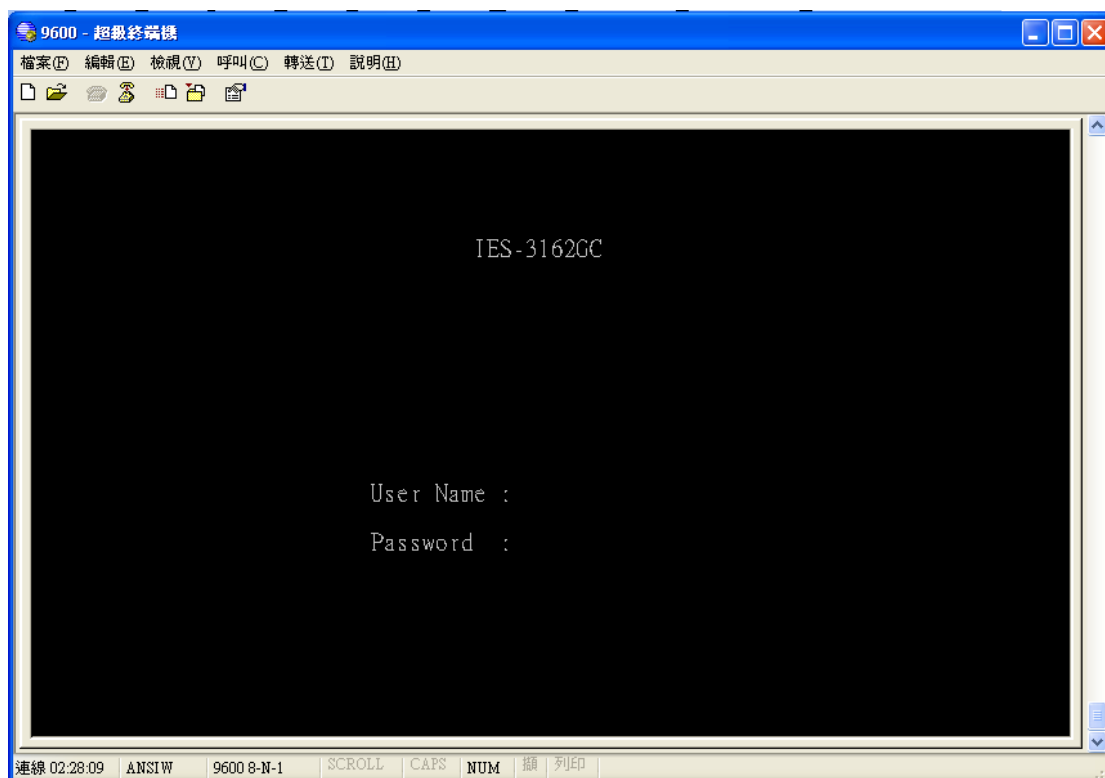 9600 - 超級終端機
檔案(F) 編輯(E) 檢視(V) 呼叫(C) 轉送(T) 說明(H)
IES-3162GC
User Name :
Password :
連線 02:28:09 ANSIW 9600 8-N-1 SCROLL CAPS NUM 擷 列印